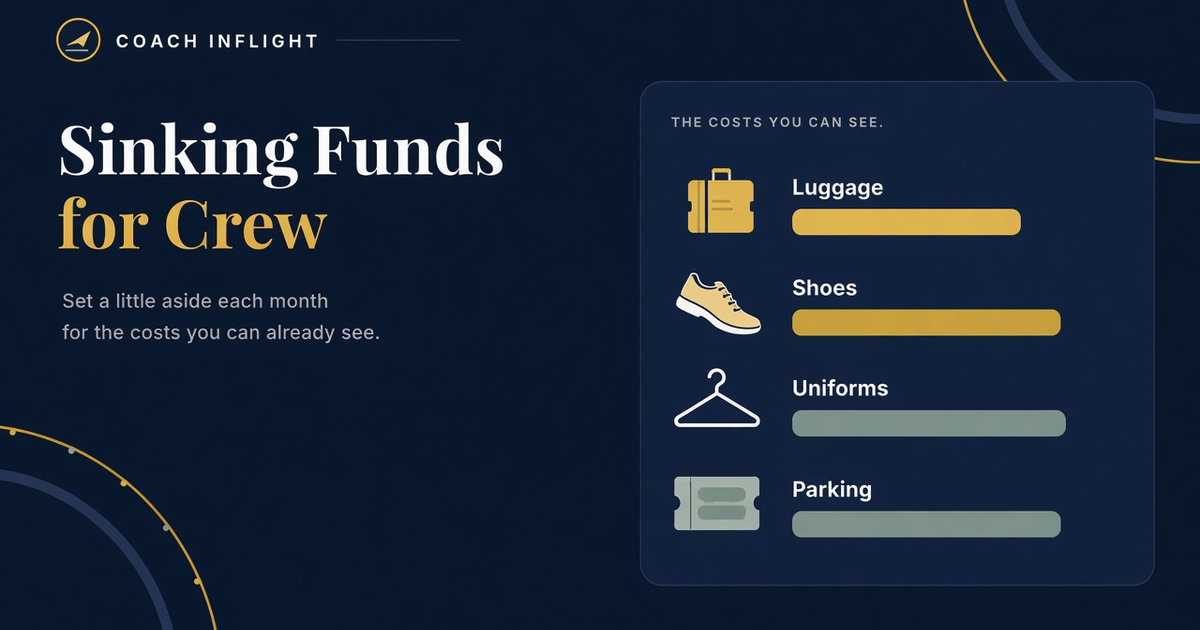 COACH INFLIGHT
Sinking Funds
for Crew
Set a little aside each month
for the costs you can already see.
THE COSTS YOU CAN SEE.
Luggage
Shoes
Uniforms
Parking